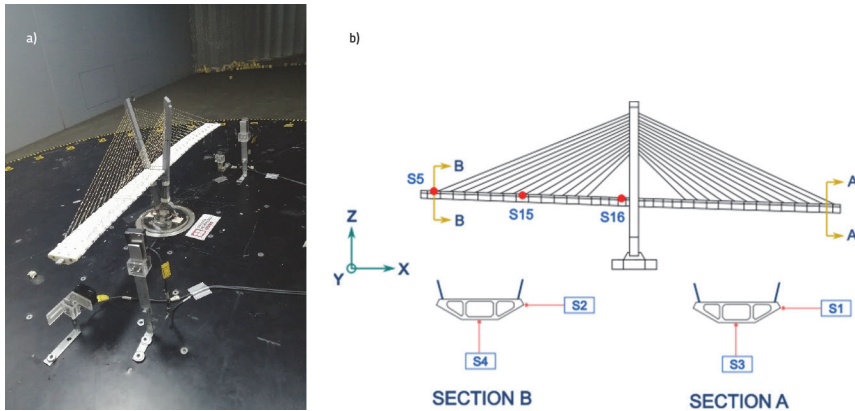 a)
b)
B
S5
B
S15
S16
A
A
Z
Y
X
S2
S1
S4
S3
SECTION B
SECTION A